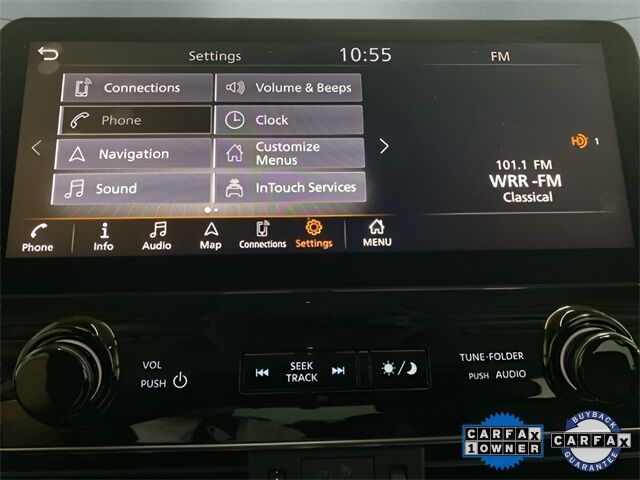 Settings
10:55
FM
Connections
Volume & Beeps
Phone
Clock
Navigation
Customize
Menus
Sound
InTouch Services
HD 1
101.1 FM
WRR-FM
Classical
Phone
Info
Audio
Map
Connections
Settings
MENU
VOL
PUSH
SEEK
TRACK
TUNE-FOLDER
PUSH AUDIO
OFF
CARFAX
1 OWNER
BUYBACK
CARFAX
GUARANTEE